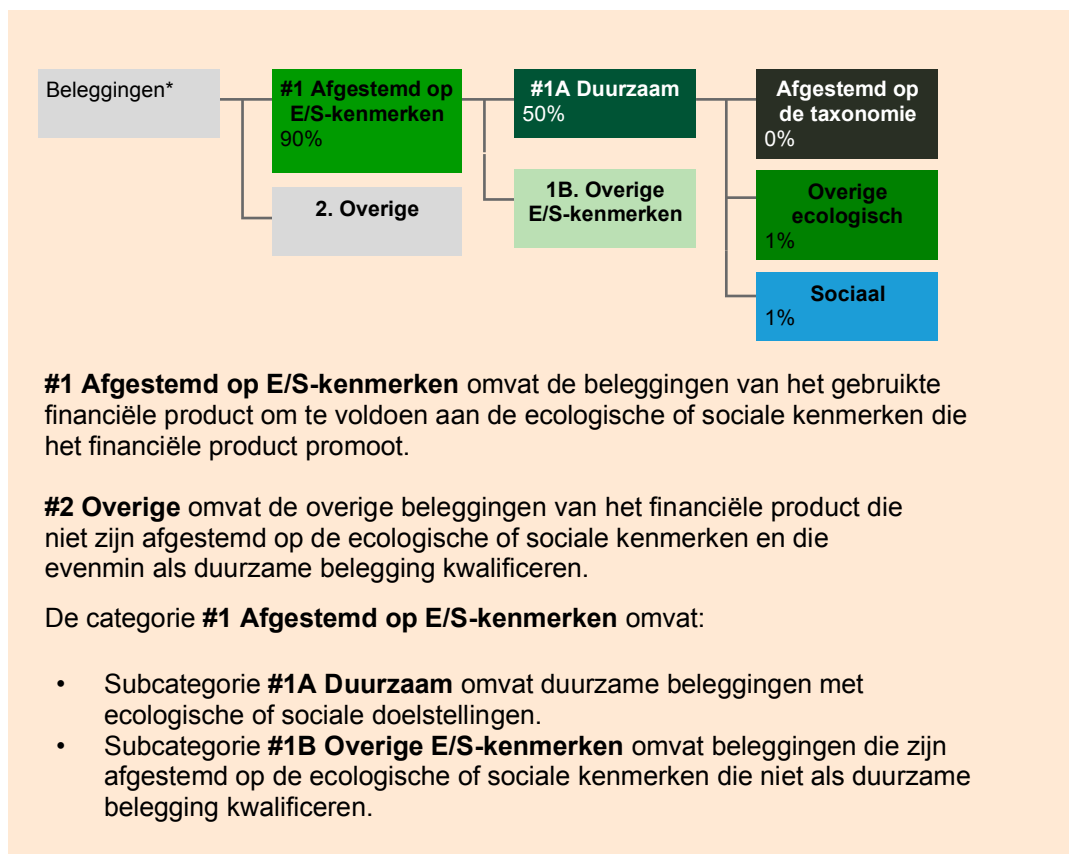 Beleggingen*
#1 Afgestemd op
E/S-kenmerken
90%
2. Overige
#1A Duurzaam
50%
1B. Overige
E/S-kenmerken
Afgestemd op
de taxonomie
0%
Overige
ecologisch
1%
Sociaal
1%
#1 Afgestemd op E/S-kenmerken omvat de beleggingen van het gebruikte
financiële product om te voldoen aan de ecologische of sociale kenmerken die
het financiële product promoot.
#2 Overige omvat de overige beleggingen van het financiële product die
niet zijn afgestemd op de ecologische of sociale kenmerken en die
evenmin als duurzame belegging kwalificeren.
De categorie #1 Afgestemd op E/S-kenmerken omvat:
• Subcategorie #1A Duurzaam omvat duurzame beleggingen met
ecologische of sociale doelstellingen.
• Subcategorie #1B Overige E/S-kenmerken omvat beleggingen die zijn
afgestemd op de ecologische of sociale kenmerken die niet als duurzame
belegging kwalificeren.